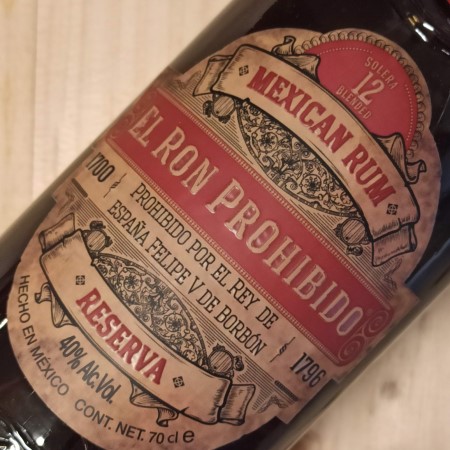 SOLERA
12
BLENDED
MEXICAN RUM
EL RON PROHIBIDO
1700
PROHIBIDO POR EL REY DE
ESPAÑA FELIPE V DE BORBÓN
1796
RESERVA
HECHO EN MÉXICO
40% Alc.Vol.
CONT. NET. 70 cl e